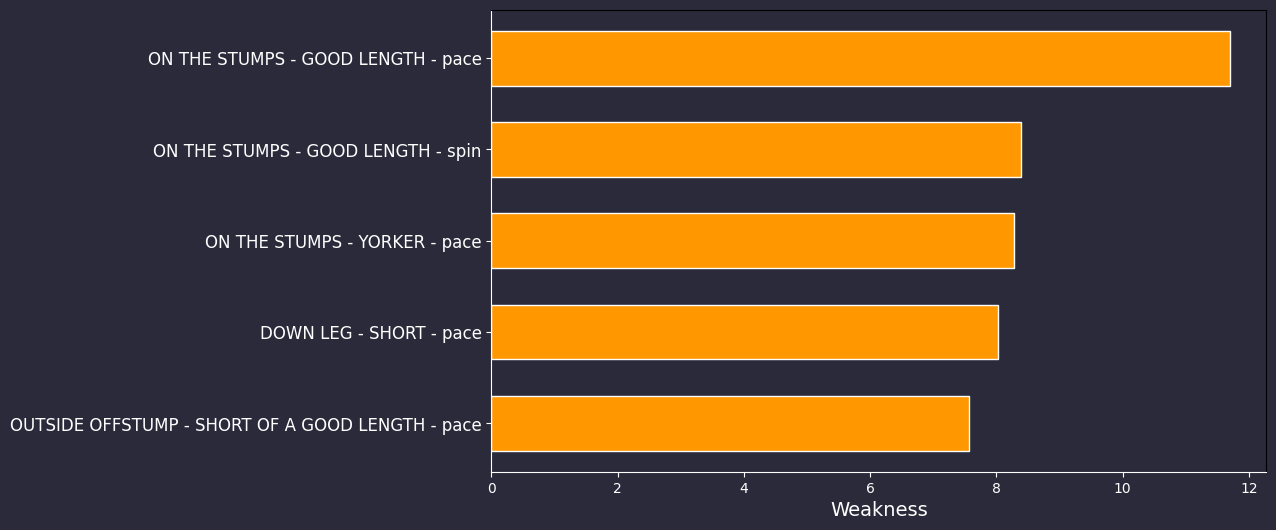 ON THE STUMPS - GOOD LENGTH - pace
ON THE STUMPS - GOOD LENGTH - spin
ON THE STUMPS - YORKER - pace
DOWN LEG - SHORT - pace
OUTSIDE OFFSTUMP - SHORT OF A GOOD LENGTH - pace
0 2 4 6 8 10 12
Weakness